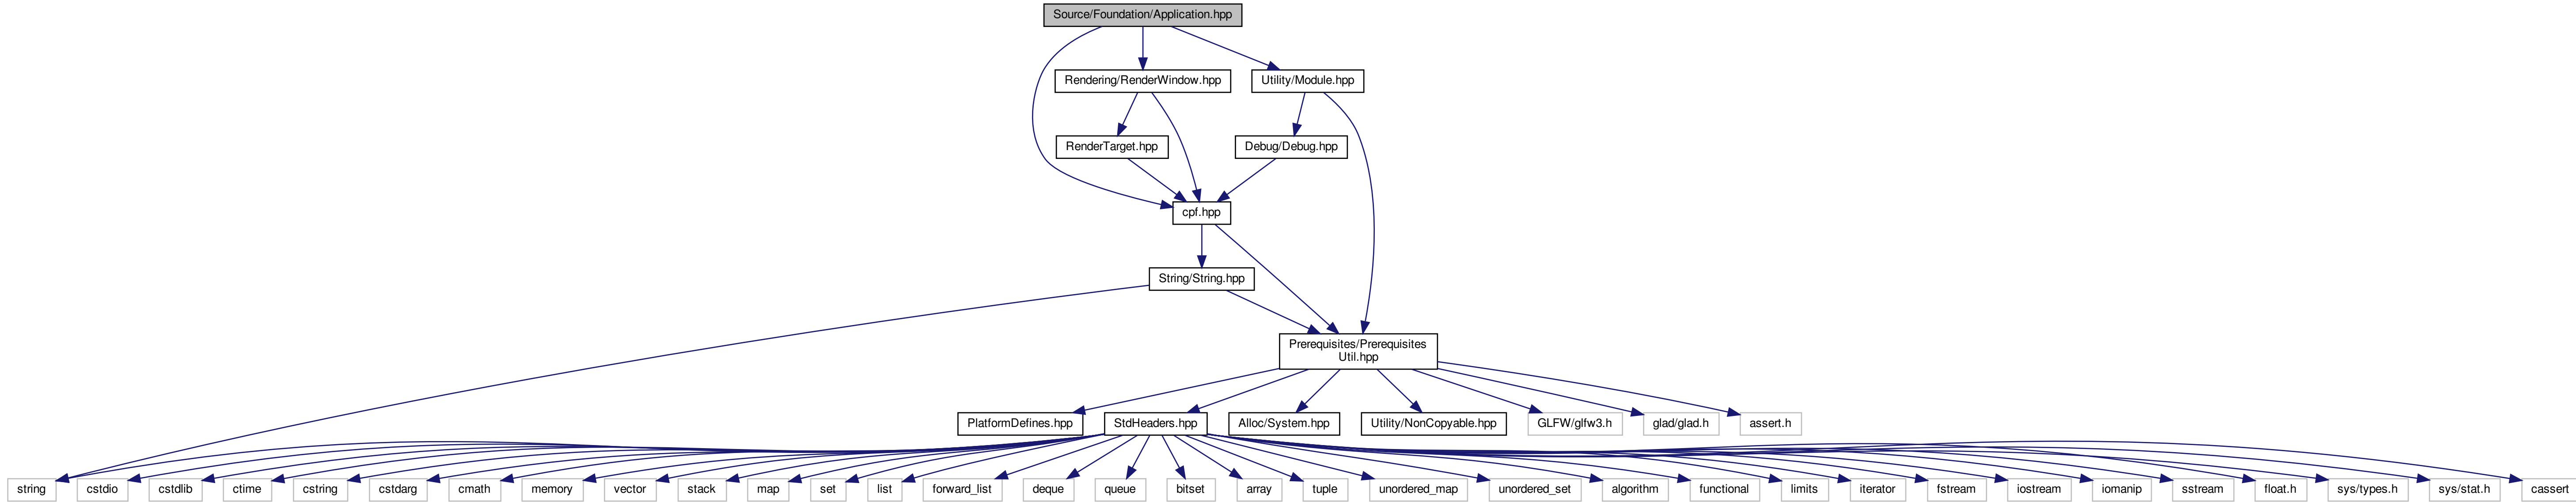 Source/Foundation/Application.hpp
Rendering/RenderWindow.hpp
Utility/Module.hpp
RenderTarget.hpp
Debug/Debug.hpp
cpf.hpp
String/String.hpp
Prerequisites/Prerequisites
Util.hpp
PlatformDefines.hpp
StdHeaders.hpp
Alloc/System.hpp
Utility/NonCopyable.hpp
GLFW/glfw3.h
glad/glad.h
assert.h
string
cstdio
cstdlib
ctime
cstring
cstdarg
cmath
memory
vector
stack
map
set
list
forward_list
deque
queue
bitset
array
tuple
unordered_map
unordered_set
algorithm
functional
limits
iterator
fstream
iostream
iomanip
sstream
float.h
sys/types.h
sys/stat.h
cassert